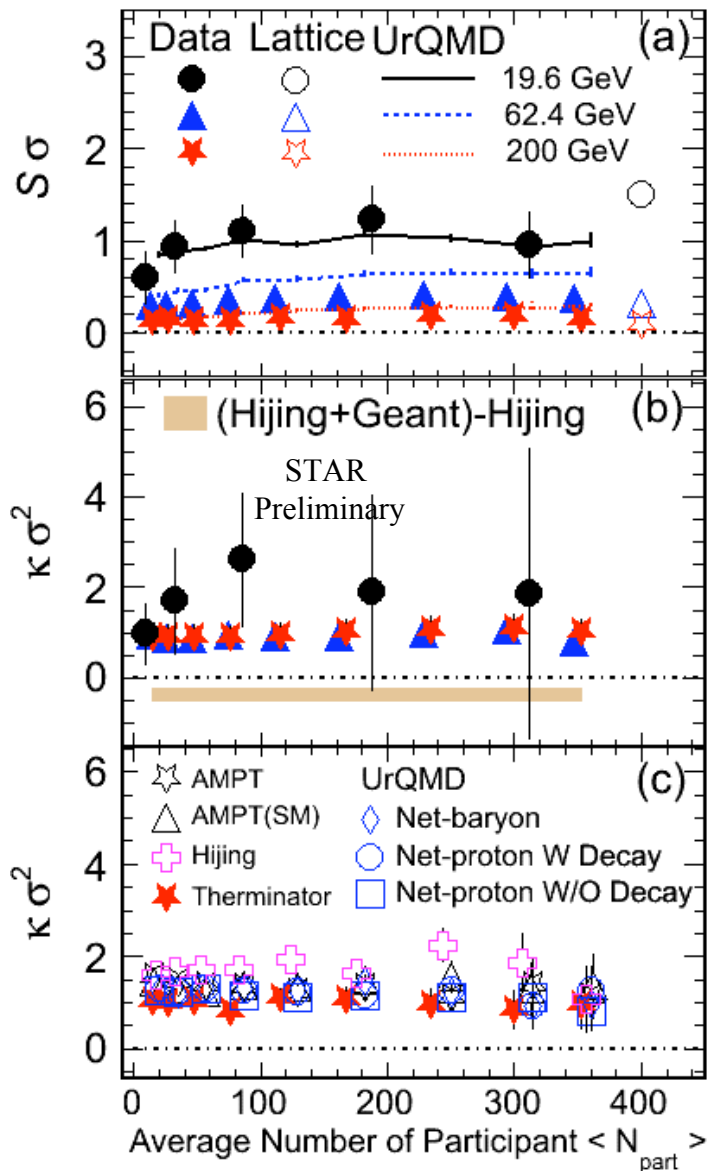 Data Lattice UrQMD (a)
19.6 GeV
62.4 GeV
200 GeV
3
2
1
0
S σ
(b)
(Hijing+Geant)-Hijing
STAR
Preliminary
6
4
2
0
κ σ²
(c)
AMPT
AMPT(SM)
Hijing
Therminator
UrQMD
Net-baryon
Net-proton W Decay
Net-proton W/O Decay
6
4
2
0
κ σ²
0 100 200 300 400
Average Number of Participant < N_part >